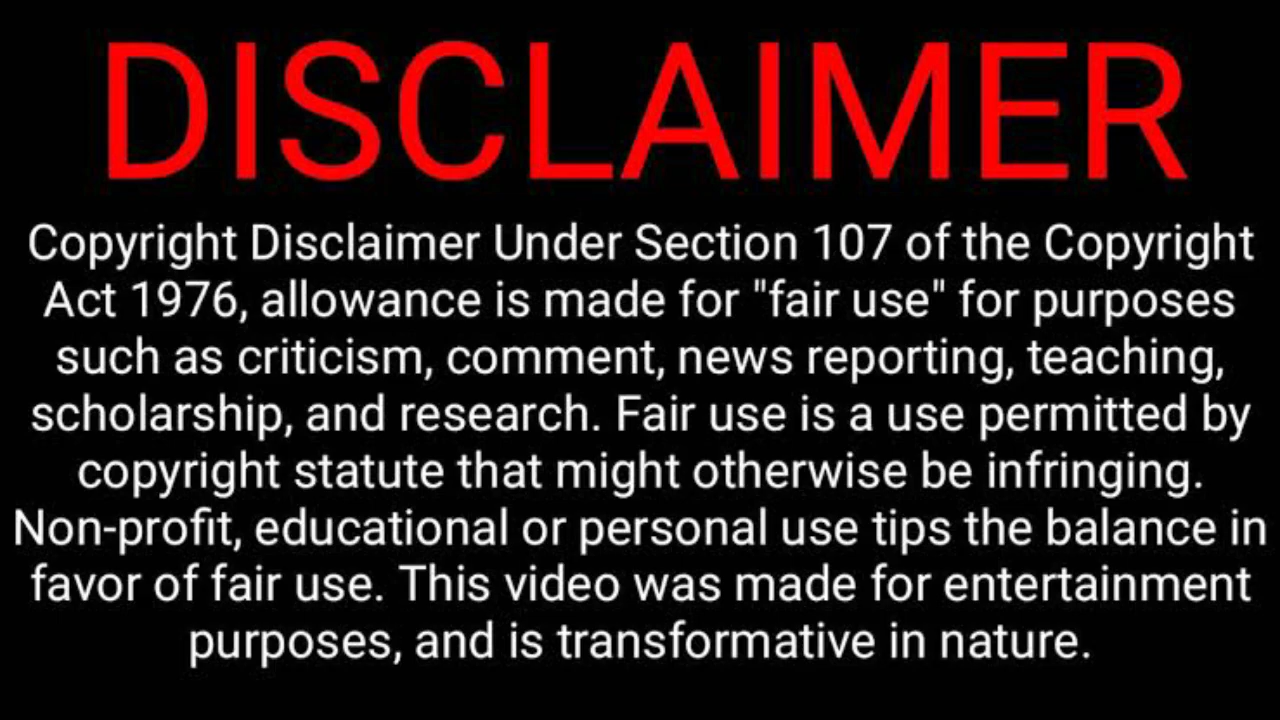 DISCLAIMER
Copyright Disclaimer Under Section 107 of the Copyright
Act 1976, allowance is made for "fair use" for purposes
such as criticism, comment, news reporting, teaching,
scholarship, and research. Fair use is a use permitted by
copyright statute that might otherwise be infringing.
Non-profit, educational or personal use tips the balance in
favor of fair use. This video was made for entertainment
purposes, and is transformative in nature.